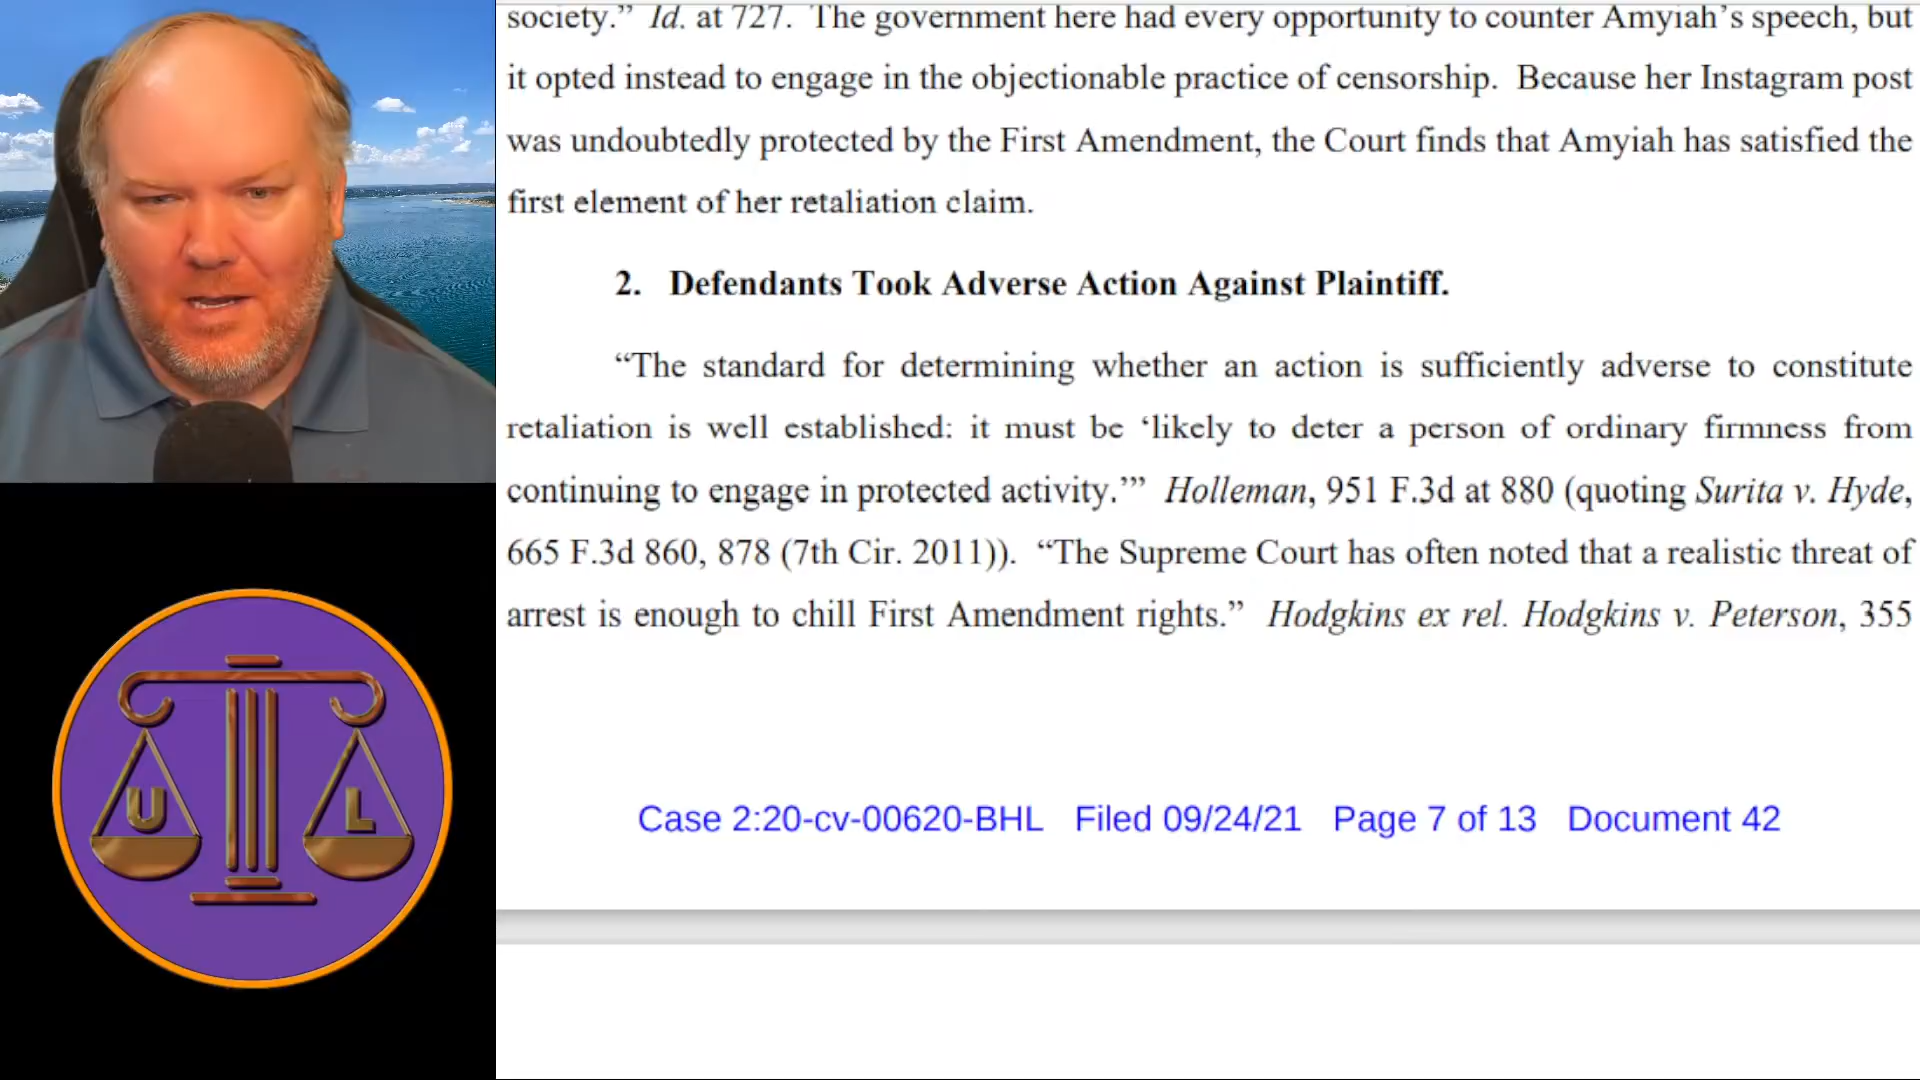 society.” Id. at 727. The government here had every opportunity to counter Amyiah’s speech, but
it opted instead to engage in the objectionable practice of censorship. Because her Instagram post
was undoubtedly protected by the First Amendment, the Court finds that Amyiah has satisfied the
first element of her retaliation claim.
2. Defendants Took Adverse Action Against Plaintiff.
“The standard for determining whether an action is sufficiently adverse to constitute
retaliation is well established: it must be ‘likely to deter a person of ordinary firmness from
continuing to engage in protected activity.’” Holleman, 951 F.3d at 880 (quoting Surita v. Hyde,
665 F.3d 860, 878 (7th Cir. 2011)). “The Supreme Court has often noted that a realistic threat of
arrest is enough to chill First Amendment rights.” Hodgkins ex rel. Hodgkins v. Peterson, 355
Case 2:20-cv-00620-BHL Filed 09/24/21 Page 7 of 13 Document 42
U L